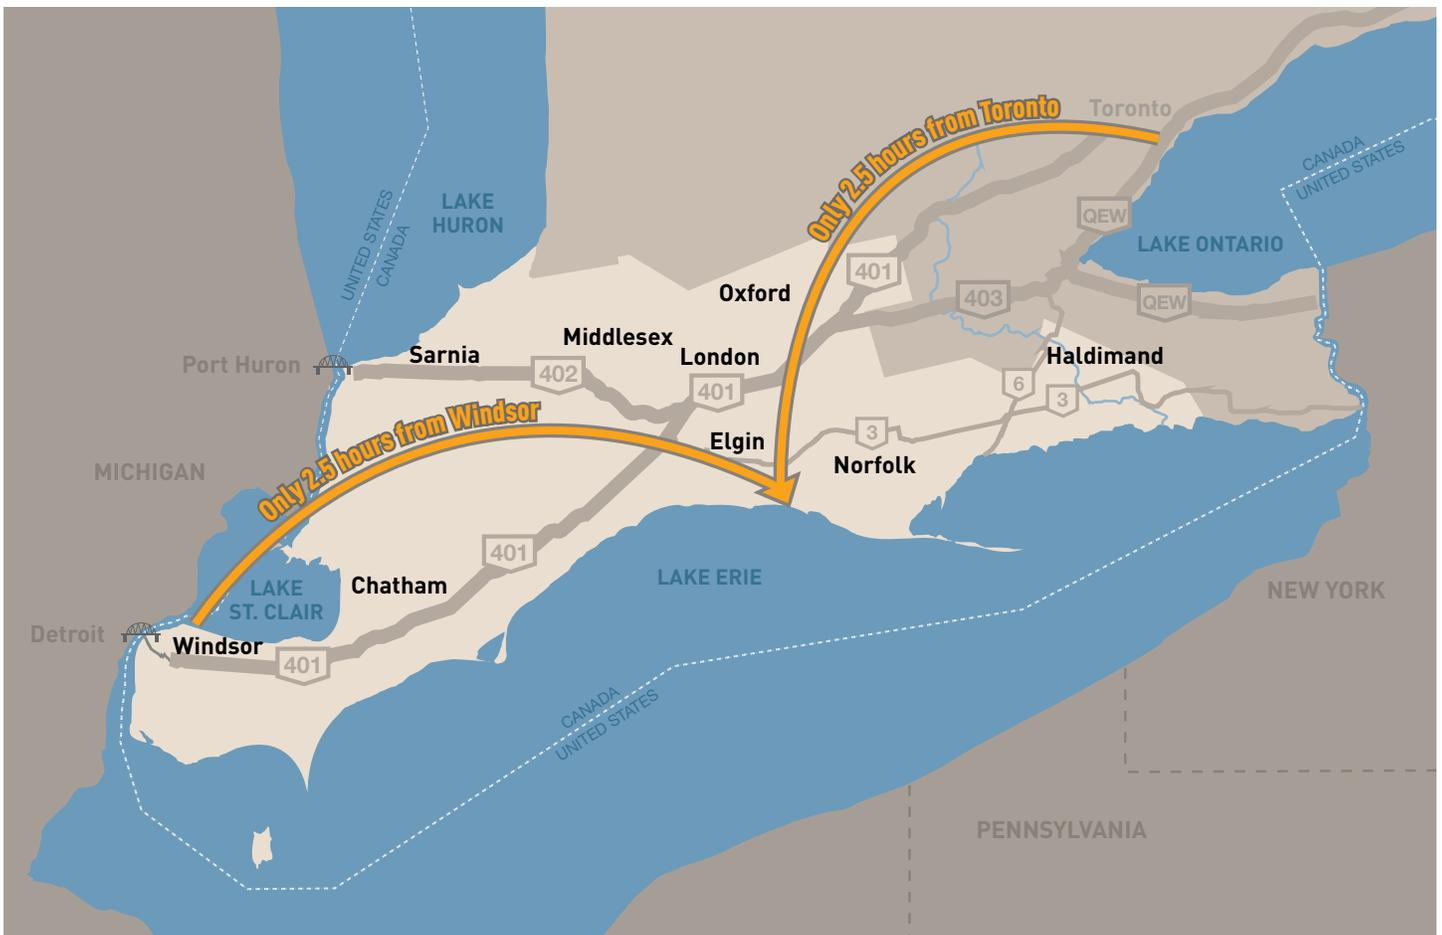 Only 2.5 hours from Toronto
Toronto
CANADA
UNITED STATES
LAKE
HURON
UNITED STATES
CANADA
QEW
LAKE ONTARIO
401
Oxford
403
QEW
Middlesex
Sarnia
London
Haldimand
Port Huron
402
401
6
3
Only 2.5 hours from Windsor
Elgin
3
Norfolk
MICHIGAN
401
LAKE ERIE
Chatham
LAKE
ST. CLAIR
NEW YORK
Detroit
Windsor
401
CANADA
UNITED STATES
PENNSYLVANIA